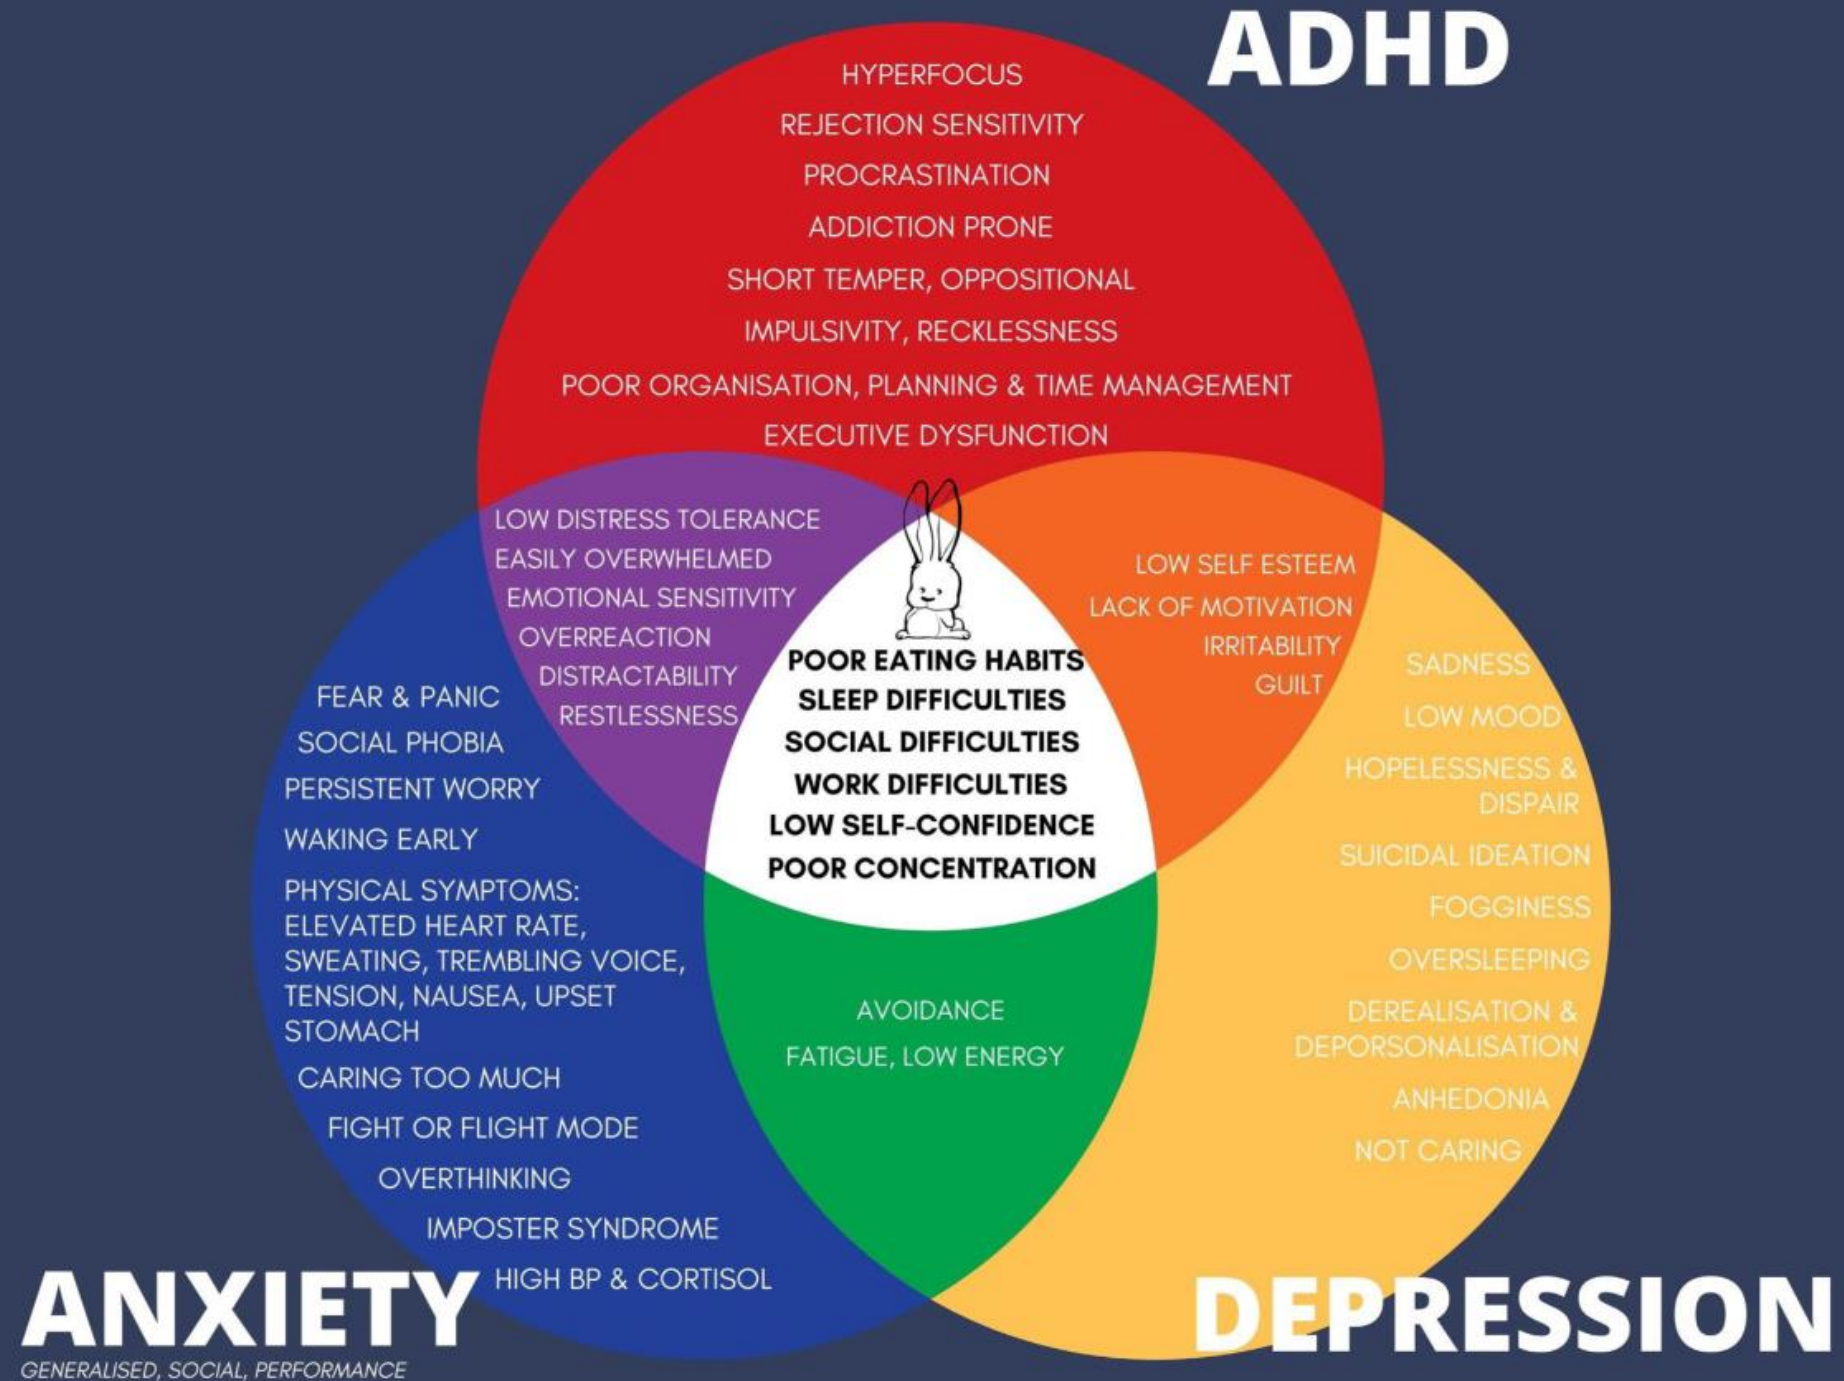 ADHD
HYPERFOCUS
REJECTION SENSITIVITY
PROCRASTINATION
ADDICTION PRONE
SHORT TEMPER, OPPOSITIONAL
IMPULSIVITY, RECKLESSNESS
POOR ORGANISATION, PLANNING & TIME MANAGEMENT
EXECUTIVE DYSFUNCTION
LOW DISTRESS TOLERANCE
EASILY OVERWHELMED
EMOTIONAL SENSITIVITY
OVERREACTION
DISTRACTABILITY
RESTLESSNESS
LOW SELF ESTEEM
LACK OF MOTIVATION
IRRITABILITY
GUILT
POOR EATING HABITS
SLEEP DIFFICULTIES
SOCIAL DIFFICULTIES
WORK DIFFICULTIES
LOW SELF-CONFIDENCE
POOR CONCENTRATION
FEAR & PANIC
SOCIAL PHOBIA
PERSISTENT WORRY
WAKING EARLY
PHYSICAL SYMPTOMS:
ELEVATED HEART RATE,
SWEATING, TREMBLING VOICE,
TENSION, NAUSEA, UPSET
STOMACH
CARING TOO MUCH
FIGHT OR FLIGHT MODE
OVERTHINKING
IMPOSTER SYNDROME
HIGH BP & CORTISOL
AVOIDANCE
FATIGUE, LOW ENERGY
SADNESS
LOW MOOD
HOPELESSNESS &
DISPAIR
SUICIDAL IDEATION
FOGGINESS
OVERSLEEPING
DEREALISATION &
DEPORSONALISATION
ANHEDONIA
NOT CARING
ANXIETY
GENERALISED, SOCIAL, PERFORMANCE
DEPRESSION